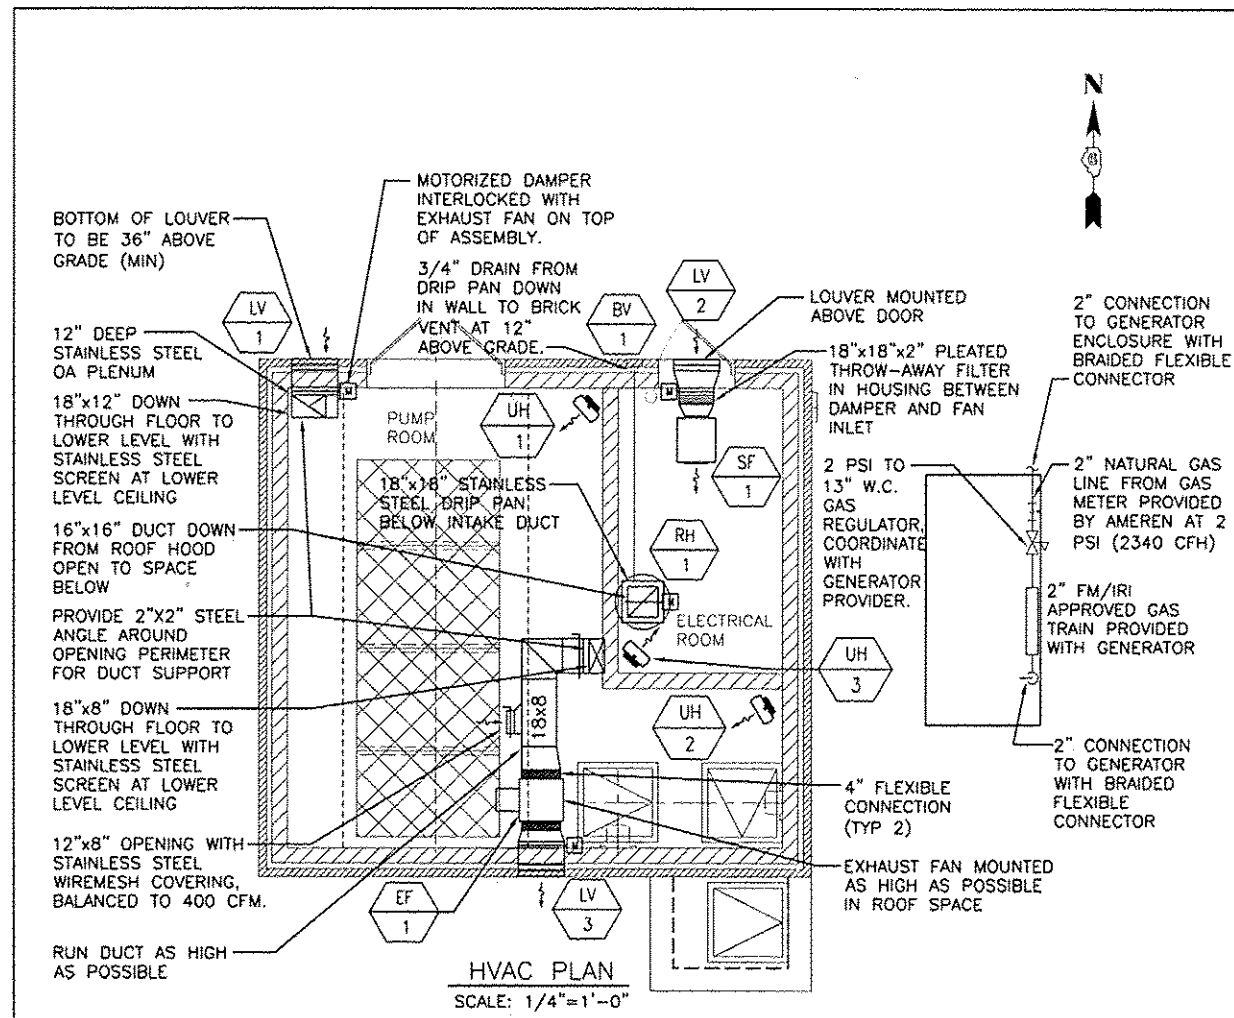 N
MOTORIZED DAMPER
INTERLOCKED WITH
EXHAUST FAN ON TOP
OF ASSEMBLY.
BOTTOM OF LOUVER
TO BE 36" ABOVE
GRADE (MIN)
3/4" DRAIN FROM
DRIP PAN DOWN
IN WALL TO BRICK
VENT AT 12"
ABOVE GRADE.
LV
1
BV
1
LV
2
LOUVER MOUNTED
ABOVE DOOR
2" CONNECTION
TO GENERATOR
ENCLOSURE WITH
BRAIDED FLEXIBLE
CONNECTOR
12" DEEP
STAINLESS STEEL
OA PLENUM
18"x18"x2" PLEATED
THROW-AWAY FILTER
IN HOUSING BETWEEN
DAMPER AND FAN
INLET
18"x12" DOWN
THROUGH FLOOR TO
LOWER LEVEL WITH
STAINLESS STEEL
SCREEN AT LOWER
LEVEL CEILING
M
M
PUMP
ROOM
UH
1
SF
1
2 PSI TO
13" W.C.
GAS
REGULATOR,
COORDINATE
WITH
GENERATOR
PROVIDER.
2" NATURAL GAS
LINE FROM GAS
METER PROVIDED
BY AMEREN AT 2
PSI (2340 CFH)
18"x18" STAINLESS
STEEL DRIP PAN
BELOW INTAKE DUCT
16"x16" DUCT DOWN
FROM ROOF HOOD
OPEN TO SPACE
BELOW
RH
1
M
2" FM/IRI
APPROVED GAS
TRAIN PROVIDED
WITH GENERATOR
PROVIDE 2"X2" STEEL
ANGLE AROUND
OPENING PERIMETER
FOR DUCT SUPPORT
ELECTRICAL
ROOM
UH
3
18"x8" DOWN
THROUGH FLOOR TO
LOWER LEVEL WITH
STAINLESS STEEL
SCREEN AT LOWER
LEVEL CEILING
18x8
UH
2
2" CONNECTION
TO GENERATOR
WITH BRAIDED
FLEXIBLE
CONNECTOR
4" FLEXIBLE
CONNECTION
(TYP 2)
12"x8" OPENING WITH
STAINLESS STEEL
WIREMESH COVERING,
BALANCED TO 400 CFM.
M
EXHAUST FAN MOUNTED
AS HIGH AS POSSIBLE
IN ROOF SPACE
EF
1
LV
3
RUN DUCT AS HIGH
AS POSSIBLE
HVAC PLAN
SCALE: 1/4"=1'-0"